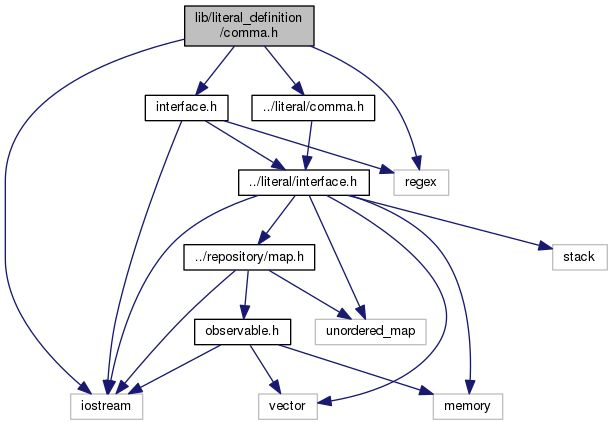 lib/literal_definition
/comma.h
interface.h
../literal/comma.h
../literal/interface.h
regex
../repository/map.h
stack
observable.h
unordered_map
iostream
vector
memory